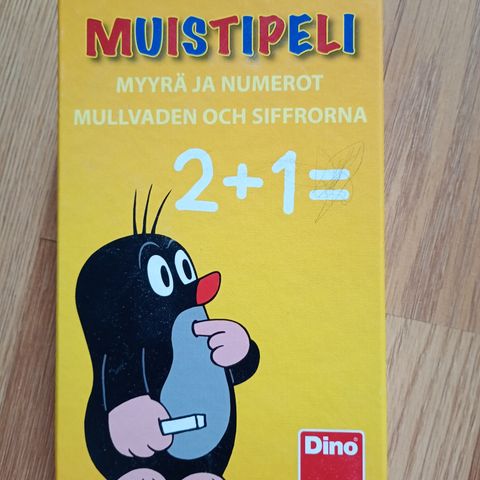 MUISTIPELI
MYYRÄ JA NUMEROT
MULLVADEN OCH SIFFRORNA
2+1=
Dino